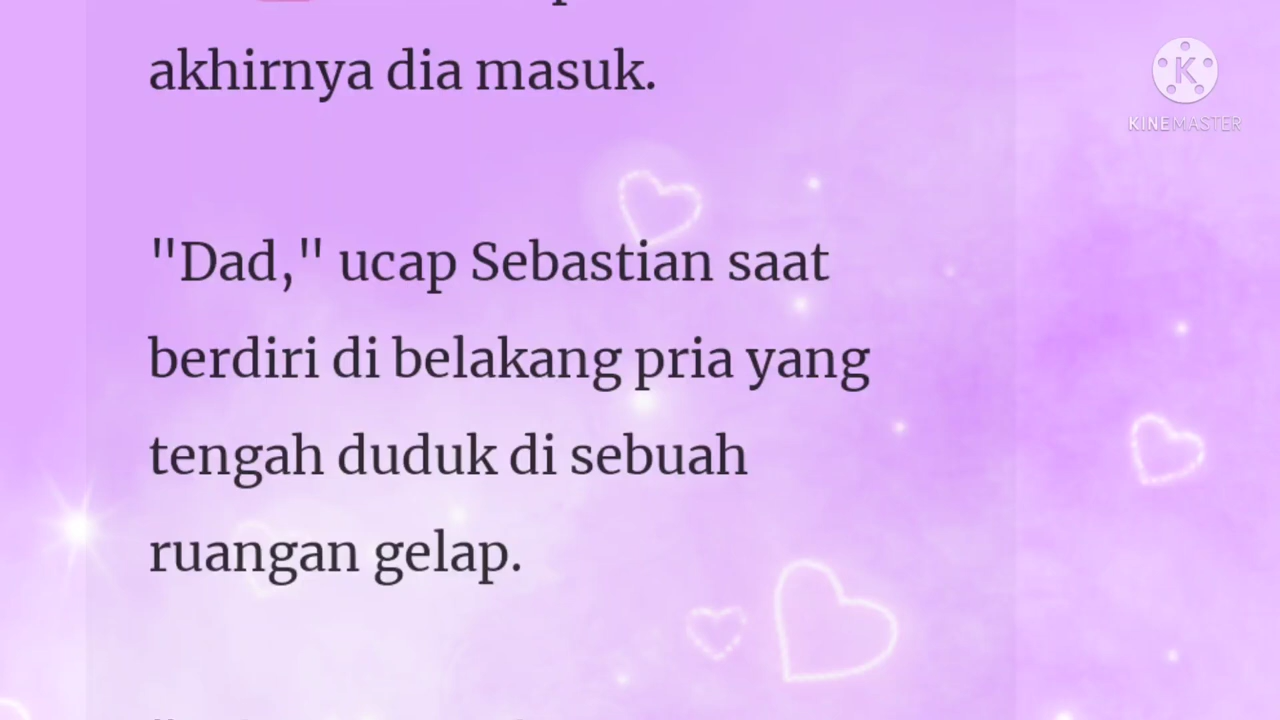 akhirnya dia masuk.
KINEMASTER
"Dad," ucap Sebastian saat
berdiri di belakang pria yang
tengah duduk di sebuah
ruangan gelap.